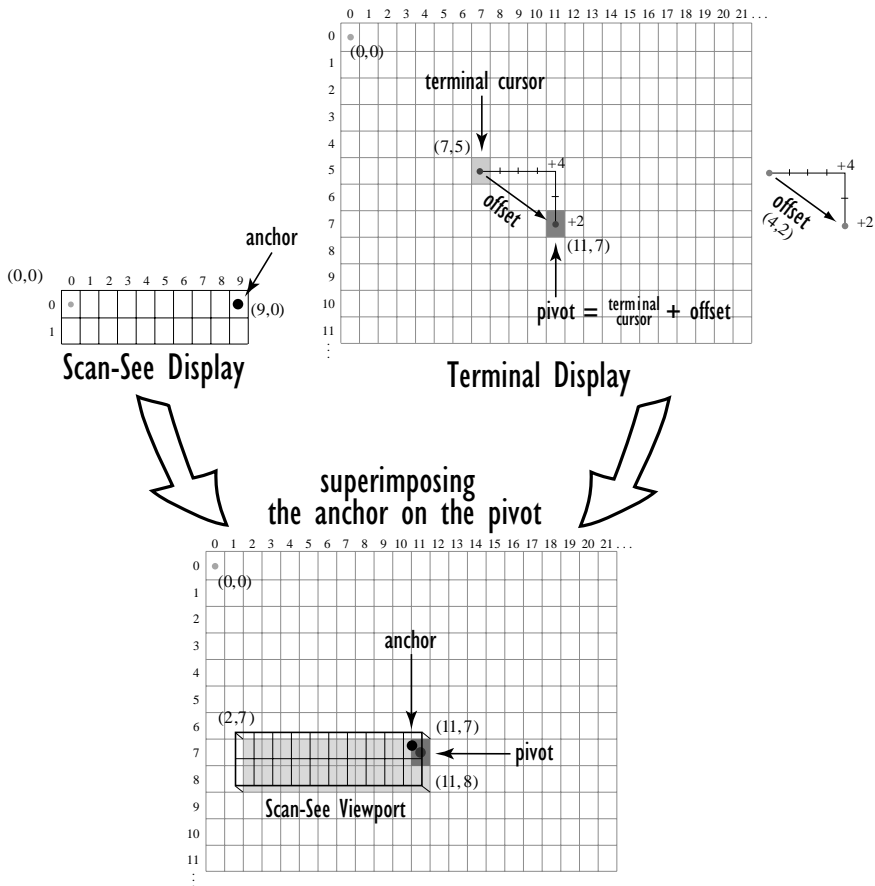 0 1 2 3 4 5 6 7 8 9 10 11 12 13 14 15 16 17 18 19 20 21 ...
0
(0,0)
1
2
terminal cursor
3
4
(7,5)
5
+4
6
offset
7
+2
(11,7)
8
9
10
pivot = terminal cursor + offset
11
:
Terminal Display
+4
offset
(4,2)
+2
anchor
(0,0)
0 1 2 3 4 5 6 7 8 9
0
(9,0)
1
Scan-See Display
superimposing
the anchor on the pivot
0 1 2 3 4 5 6 7 8 9 10 11 12 13 14 15 16 17 18 19 20 21 ...
0
(0,0)
1
2
3
anchor
4
5
6
(2,7)
(11,7)
7
pivot
8
(11,8)
9
Scan-See Viewport
10
11
: